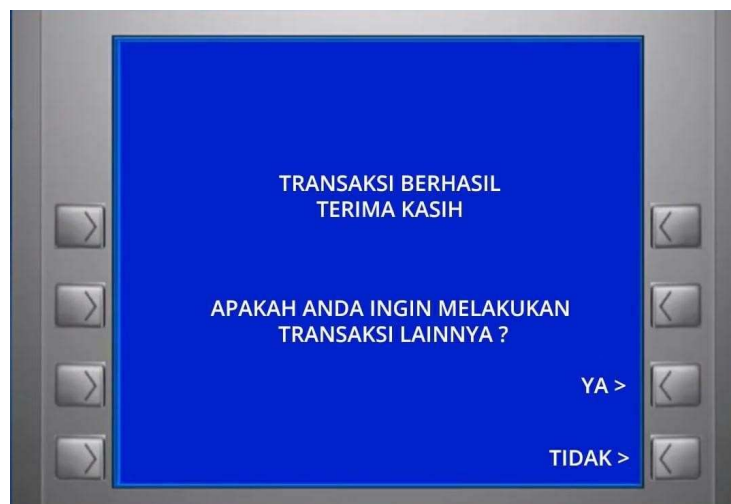 TRANSAKSI BERHASIL
TERIMA KASIH
APAKAH ANDA INGIN MELAKUKAN
TRANSAKSI LAINNYA ?
YA >
TIDAK >